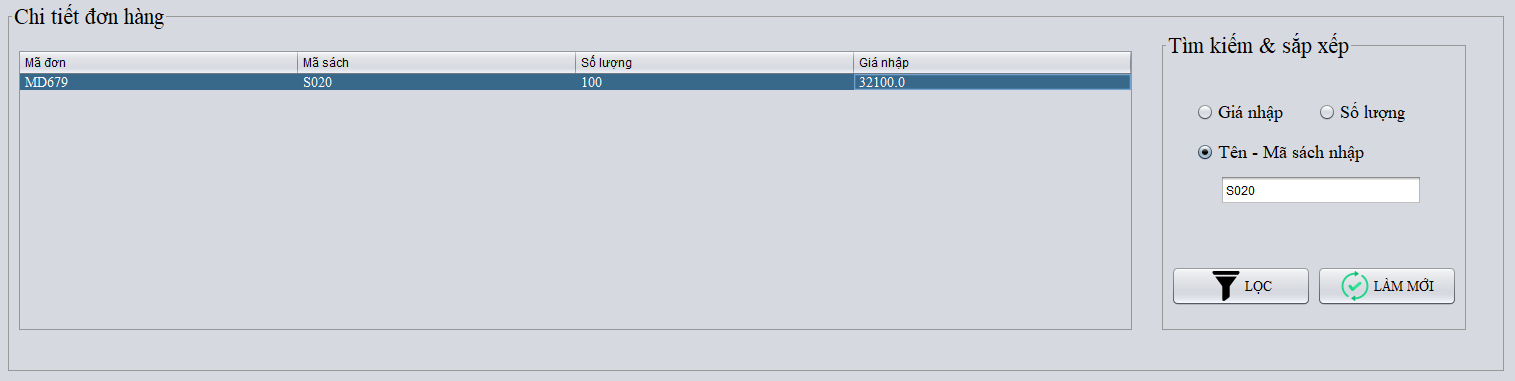 Chi tiết đơn hàng
Mã đơn Mã sách Số lượng Giá nhập
MD679 S020 100 32100.0
Tìm kiếm & sắp xếp
Giá nhập Số lượng
Tên - Mã sách nhập
S020
LỌC LÀM MỚI